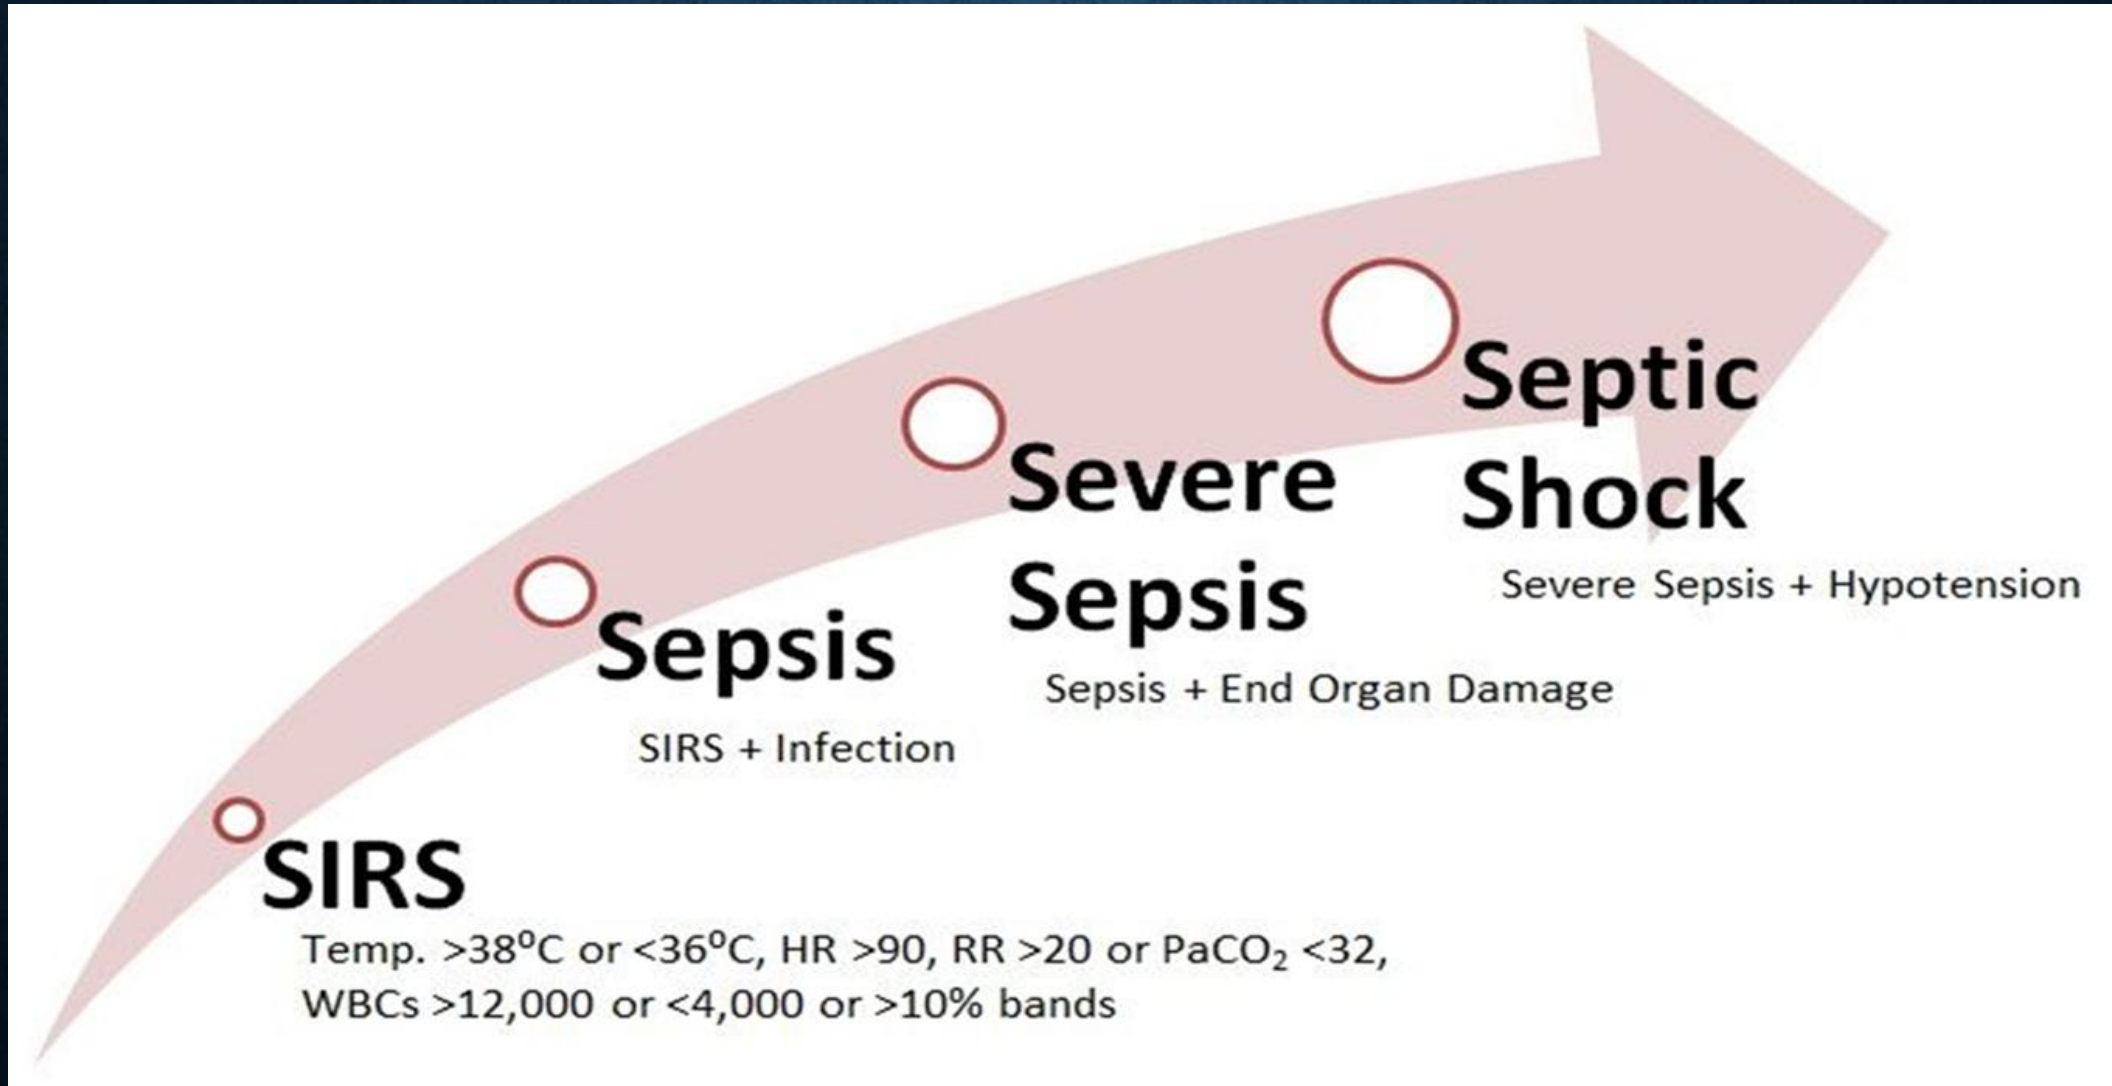 SIRS
Temp. >38⁰C or <36⁰C, HR >90, RR >20 or PaCO₂ <32,
WBCs >12,000 or <4,000 or >10% bands
Sepsis
SIRS + Infection
Severe
Sepsis
Sepsis + End Organ Damage
Septic
Shock
Severe Sepsis + Hypotension